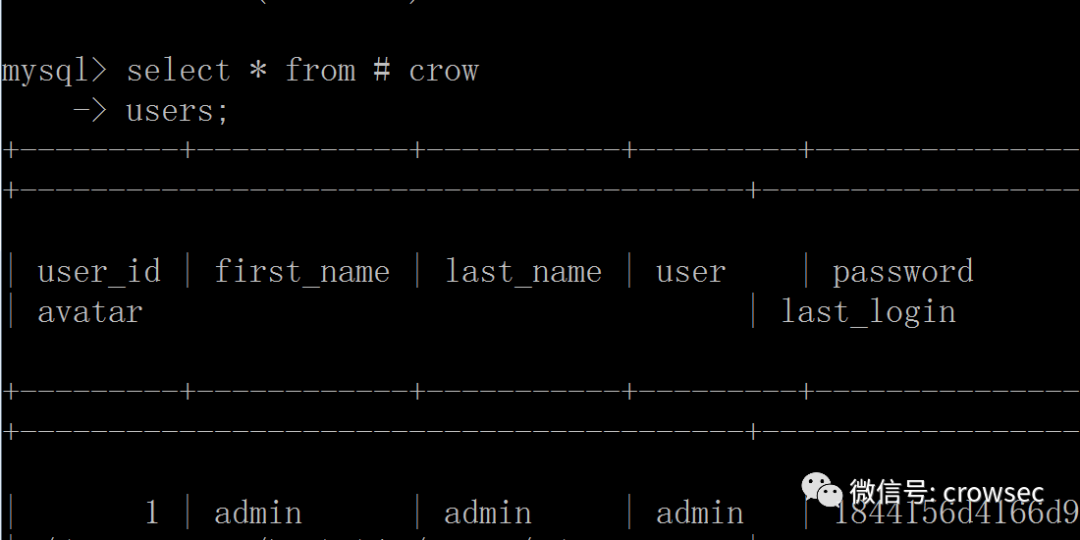 mysql> select * from # crow
-> users;
+---------+------------+-----------+---------+---------------
+-----------------------------------------+------------------
| user_id | first_name | last_name | user | password
| avatar | last_login
+---------+------------+-----------+---------+---------------
+-----------------------------------------+------------------
| 1 | admin | admin | admin | 1844156d4166d9
微信号: crowsec